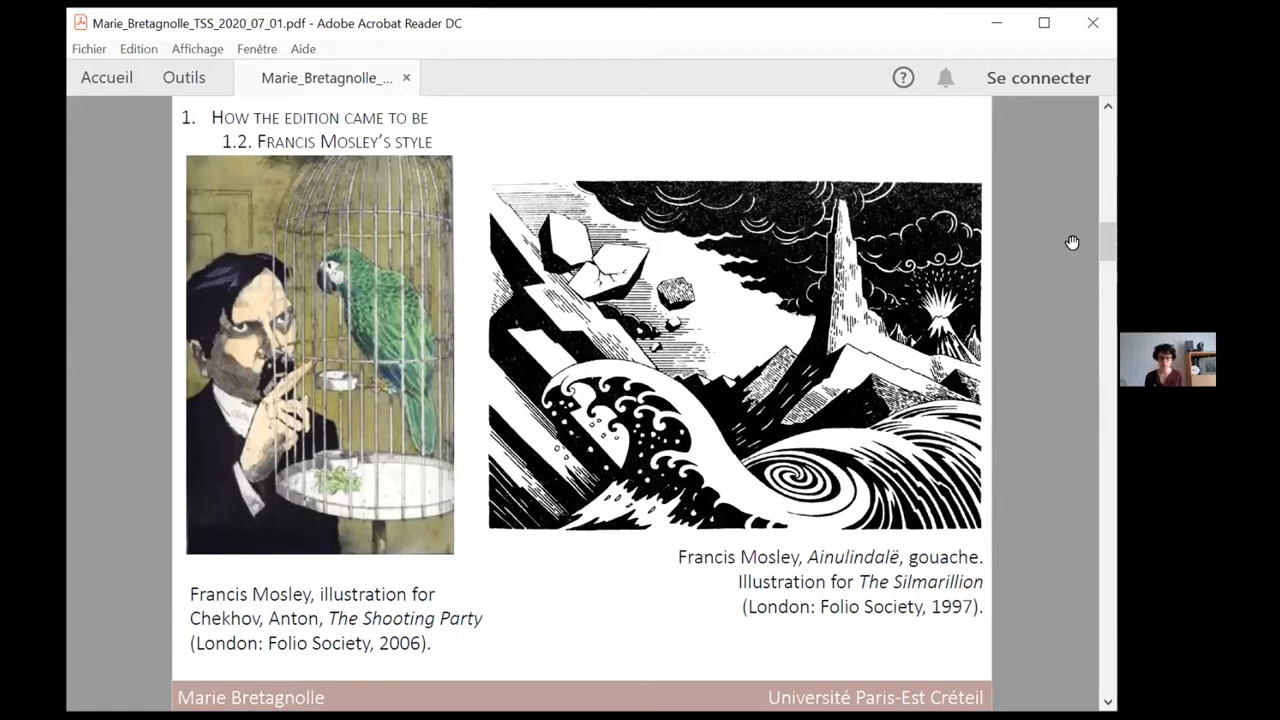 Marie_Bretagnolle_TSS_2020_07_01.pdf - Adobe Acrobat Reader DC
Fichier Edition Affichage Fenêtre Aide
Accueil Outils Marie_Bretagnolle_... × ? Se connecter
1. HOW THE EDITION CAME TO BE
1.2. FRANCIS MOSLEY'S STYLE
Francis Mosley, illustration for
Chekhov, Anton, The Shooting Party
(London: Folio Society, 2006).
Francis Mosley, Ainulindalë, gouache.
Illustration for The Silmarillion
(London: Folio Society, 1997).
Marie Bretagnolle Université Paris-Est Créteil